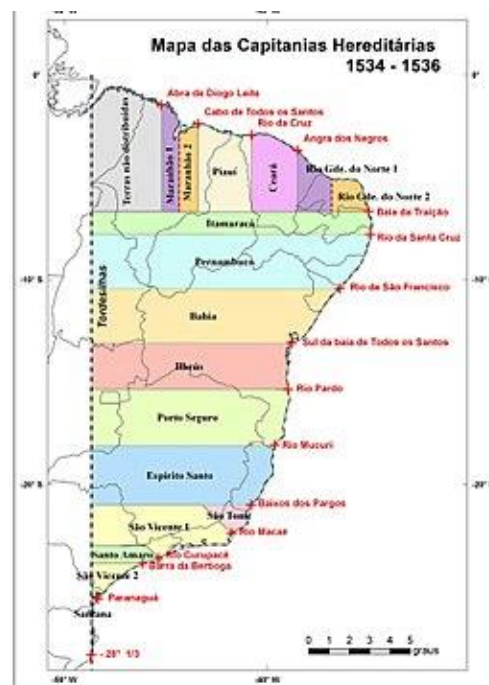 Mapa das Capitanias Hereditárias
1534 - 1536
0°
Abra de Diogo Leite
Cabo de Todos os Santos
Rio da Cruz
Angra dos Negros
Terras não distribuídas
Maranhão 1
Maranhão 2
Piauí
Ceará
Rio Gde. do Norte 1
Rio Gde. do Norte 2
Baia da Traição
Itamaracá
Rio da Santa Cruz
Pernambuco
-10° S
Rio de São Francisco
Tordesilhas
Bahia
Sul da baia de Todos os Santos
Ilhéus
Rio Pardo
Porto Seguro
Rio Mucuri
Espírito Santo
-20° S
Baixos dos Pargos
São Tomé
São Vicente 1
Rio Macaé
Santo Amaro
Rio Curupacé
Barra da Bertioga
São Vicente 2
Paranaguá
Santana
- 28° 1/3
0 1 2 3 4 5
graus
-40° W